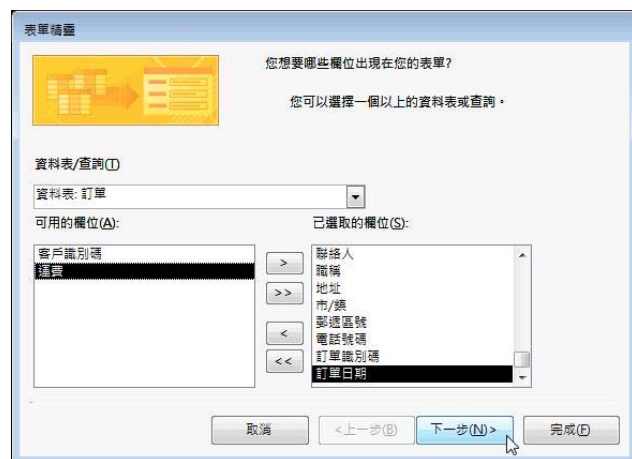 表單精靈
您想要哪些欄位出現在您的表單?
您可以選擇一個以上的資料表或查詢。
資料表/查詢(T)
資料表: 訂單
可用的欄位(A):
已選取的欄位(S):
客戶識別碼
運費
>
>>
<
<<
聯絡人
職稱
地址
市/鎮
郵遞區號
電話號碼
訂單識別碼
訂單日期
取消
<上一步(B)
下一步(N)>
完成(F)